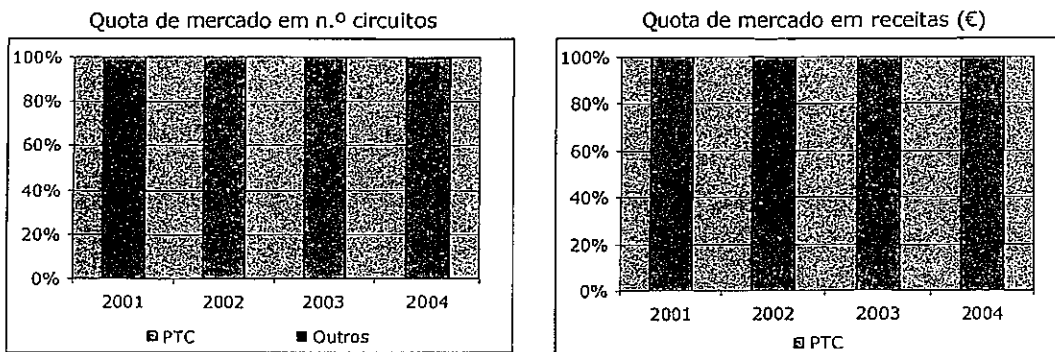 Quota de mercado em n.º circuitos
100%
80%
60%
40%
20%
0%
2001 2002 2003 2004
PTC Outros
Quota de mercado em receitas (€)
100%
80%
60%
40%
20%
0%
2001 2002 2003 2004
PTC